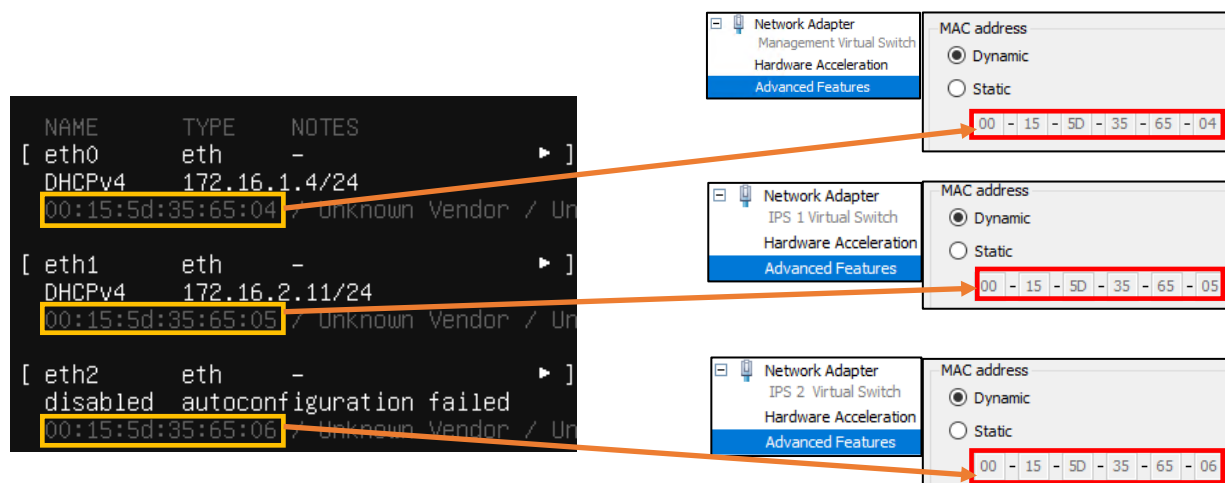 NAME TYPE NOTES
[ eth0 eth – ► ]
DHCPv4 172.16.1.4/24
00:15:5d:35:65:04 / Unknown Vendor / Un
[ eth1 eth – ► ]
DHCPv4 172.16.2.11/24
00:15:5d:35:65:05 / Unknown Vendor / Un
[ eth2 eth – ► ]
disabled autoconfiguration failed
00:15:5d:35:65:06 / Unknown Vendor / Un
Network Adapter
Management Virtual Switch
Hardware Acceleration
Advanced Features
MAC address
Dynamic
Static
00 - 15 - 5D - 35 - 65 - 04
Network Adapter
IPS 1 Virtual Switch
Hardware Acceleration
Advanced Features
MAC address
Dynamic
Static
00 - 15 - 5D - 35 - 65 - 05
Network Adapter
IPS 2 Virtual Switch
Hardware Acceleration
Advanced Features
MAC address
Dynamic
Static
00 - 15 - 5D - 35 - 65 - 06